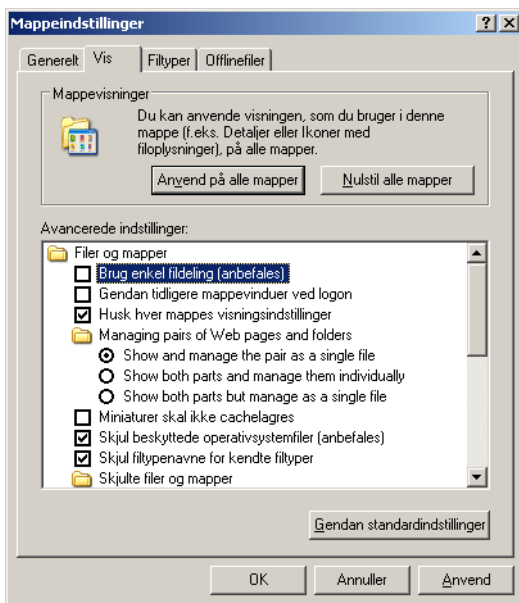 Mappeindstillinger
Generelt Vis Filtyper Offlinefiler
Mappevisninger
Du kan anvende visningen, som du bruger i denne
mappe (f.eks. Detaljer eller Ikoner med
filoplysninger), på alle mapper.
Anvend på alle mapper Nulstil alle mapper
Avancerede indstillinger:
Filer og mapper
Brug enkel fildeling (anbefales)
Gendan tidligere mappevinduer ved logon
Husk hver mappes visningsindstillinger
Managing pairs of Web pages and folders
Show and manage the pair as a single file
Show both parts and manage them individually
Show both parts but manage as a single file
Miniaturer skal ikke cachelagres
Skjul beskyttede operativsystemfiler (anbefales)
Skjul filtypenavne for kendte filtyper
Skjulte filer og mapper
Gendan standardindstillinger
OK Annuller Anvend